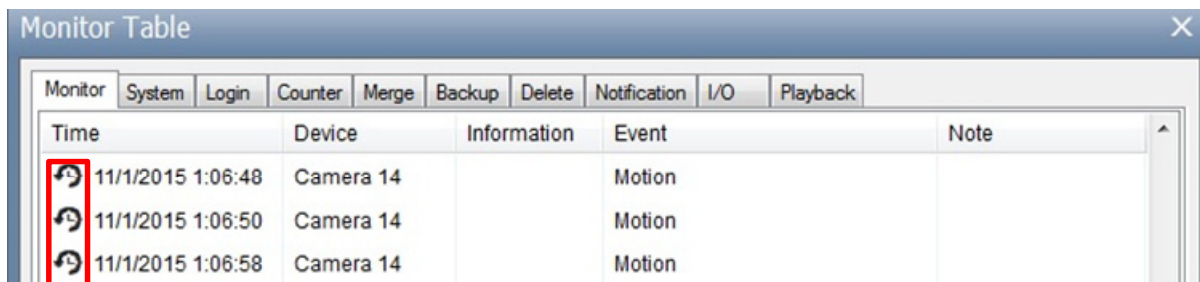 Monitor Table
Monitor System Login Counter Merge Backup Delete Notification I/O Playback
Time Device Information Event Note
11/1/2015 1:06:48 Camera 14 Motion
11/1/2015 1:06:50 Camera 14 Motion
11/1/2015 1:06:58 Camera 14 Motion